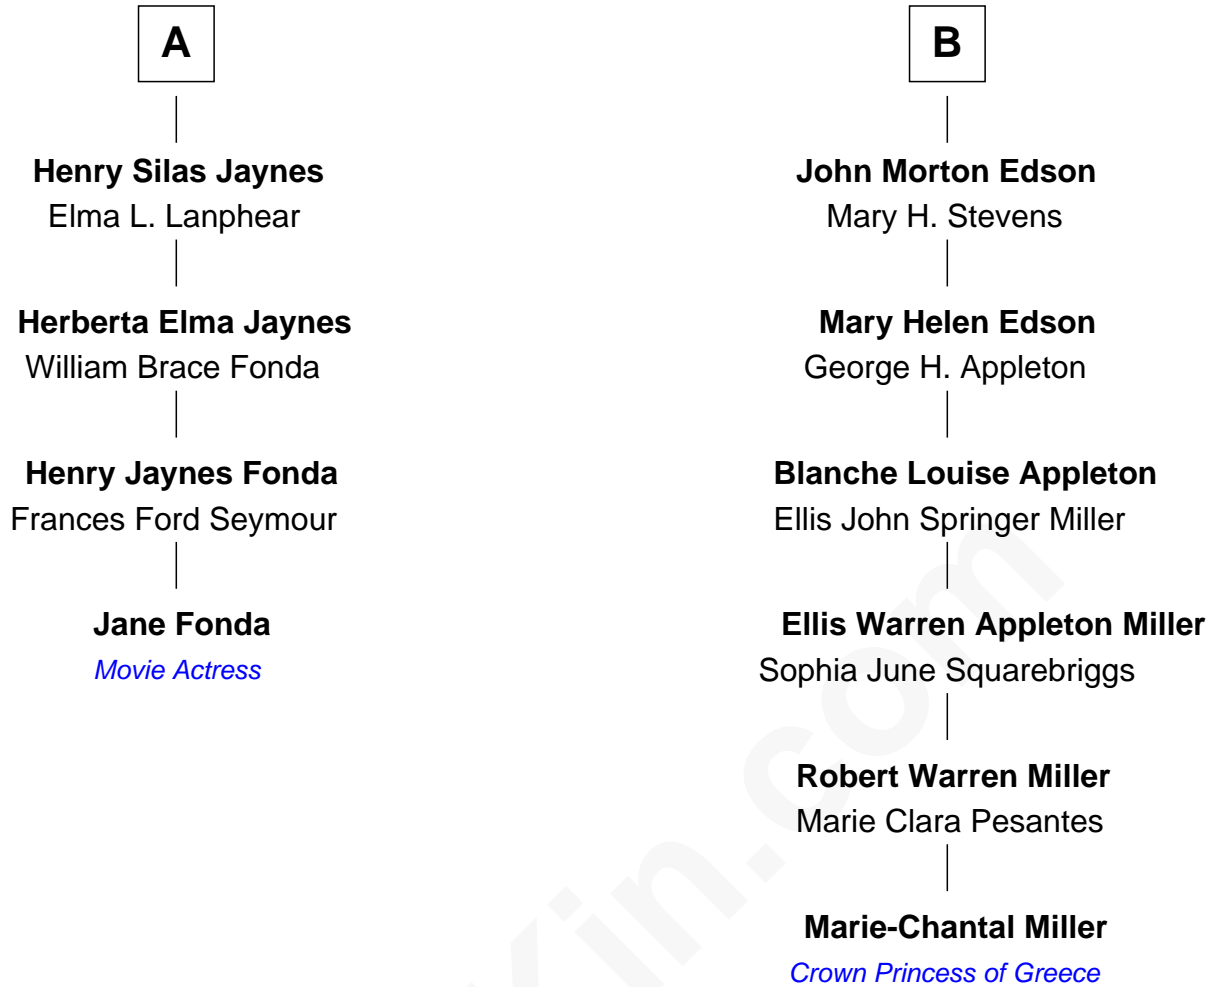 A
Henry Silas Jaynes
Elma L. Lanphear
Herberta Elma Jaynes
William Brace Fonda
Henry Jaynes Fonda
Frances Ford Seymour
Jane Fonda
Movie Actress
B
John Morton Edson
Mary H. Stevens
Mary Helen Edson
George H. Appleton
Blanche Louise Appleton
Ellis John Springer Miller
Ellis Warren Appleton Miller
Sophia June Squarebriggs
Robert Warren Miller
Marie Clara Pesantes
Marie-Chantal Miller
Crown Princess of Greece
Kin.com